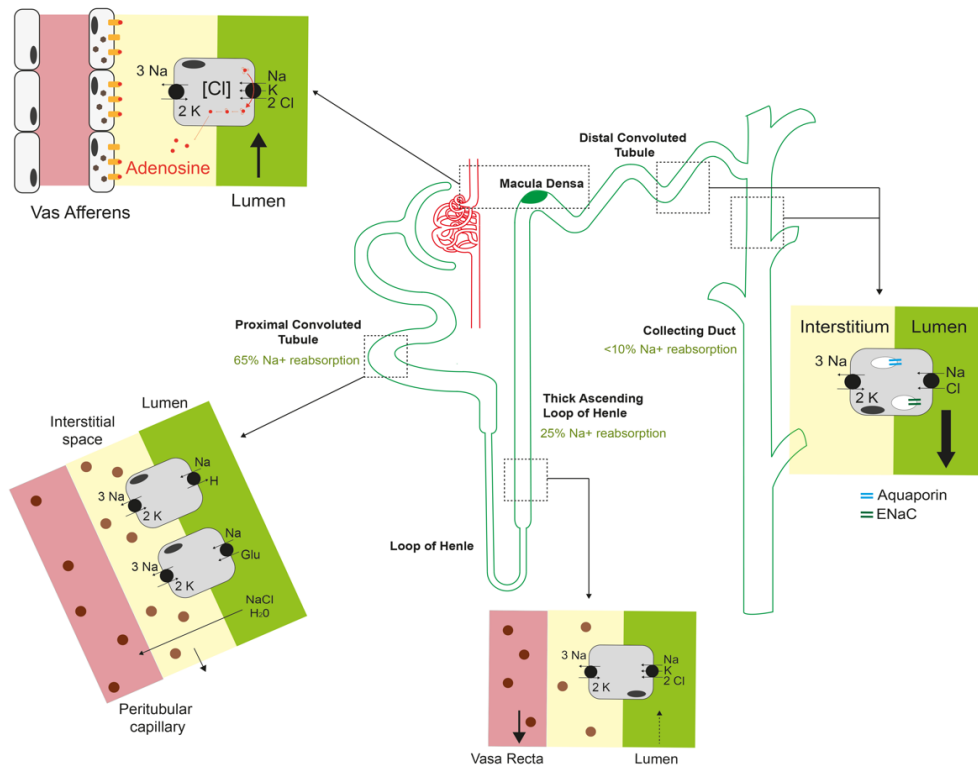 3 Na
2 K
[Cl]
Na
K
2 Cl
Adenosine
Lumen
Vas Afferens
Distal Convoluted
Tubule
Macula Densa
Proximal Convoluted
Tubule
65% Na+ reabsorption
Collecting Duct
<10% Na+ reabsorption
Thick Ascending
Loop of Henle
25% Na+ reabsorption
Loop of Henle
Interstitium
Lumen
3 Na
2 K
Na
Cl
Aquaporin
ENaC
Lumen
Interstitial
space
Na
H
3 Na
2 K
Na
Glu
3 Na
2 K
NaCl
H20
Peritubular
capillary
3 Na
2 K
Na
K
2 Cl
Vasa Recta
Lumen